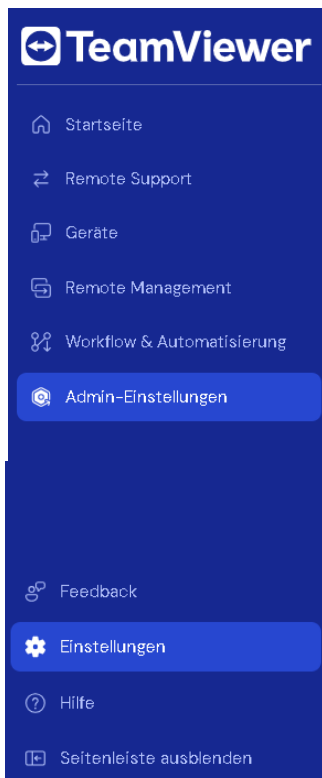 TeamViewer
Startseite
Remote Support
Geräte
Remote Management
Workflow & Automatisierung
Admin-Einstellungen
Feedback
Einstellungen
Hilfe
Seitenleiste ausblenden